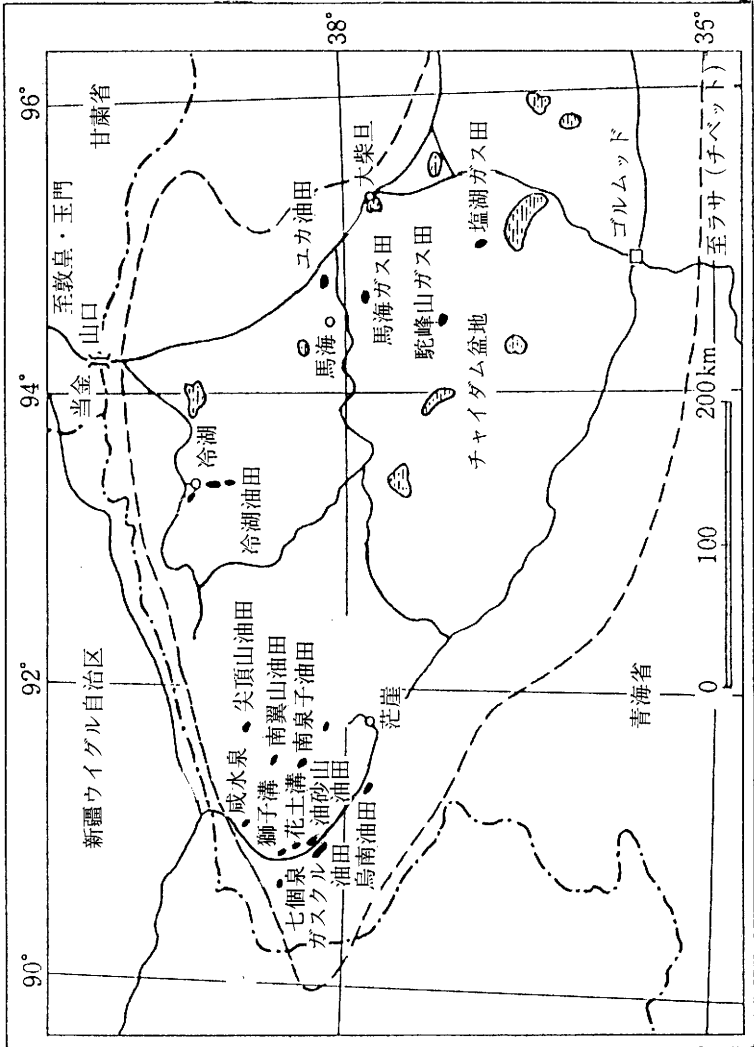 90°
92°
94°
96°
至敦煌・玉門
新疆ウイグル自治区
当金
山口
甘粛省
冷湖
咸水泉
尖頂山油田
冷湖油田
獅子溝
南翼山油田
七個泉
花土溝
南泉子油田
ユカ油田
ガスクル
油田
油砂山
油田
馬海
38°
烏南油田
大柴旦
馬海ガス田
茫崖
駝峰山ガス田
チャイダム盆地
塩湖ガス田
ゴルムッド
青海省
0
100
200km
35°
至ラサ（チベット）